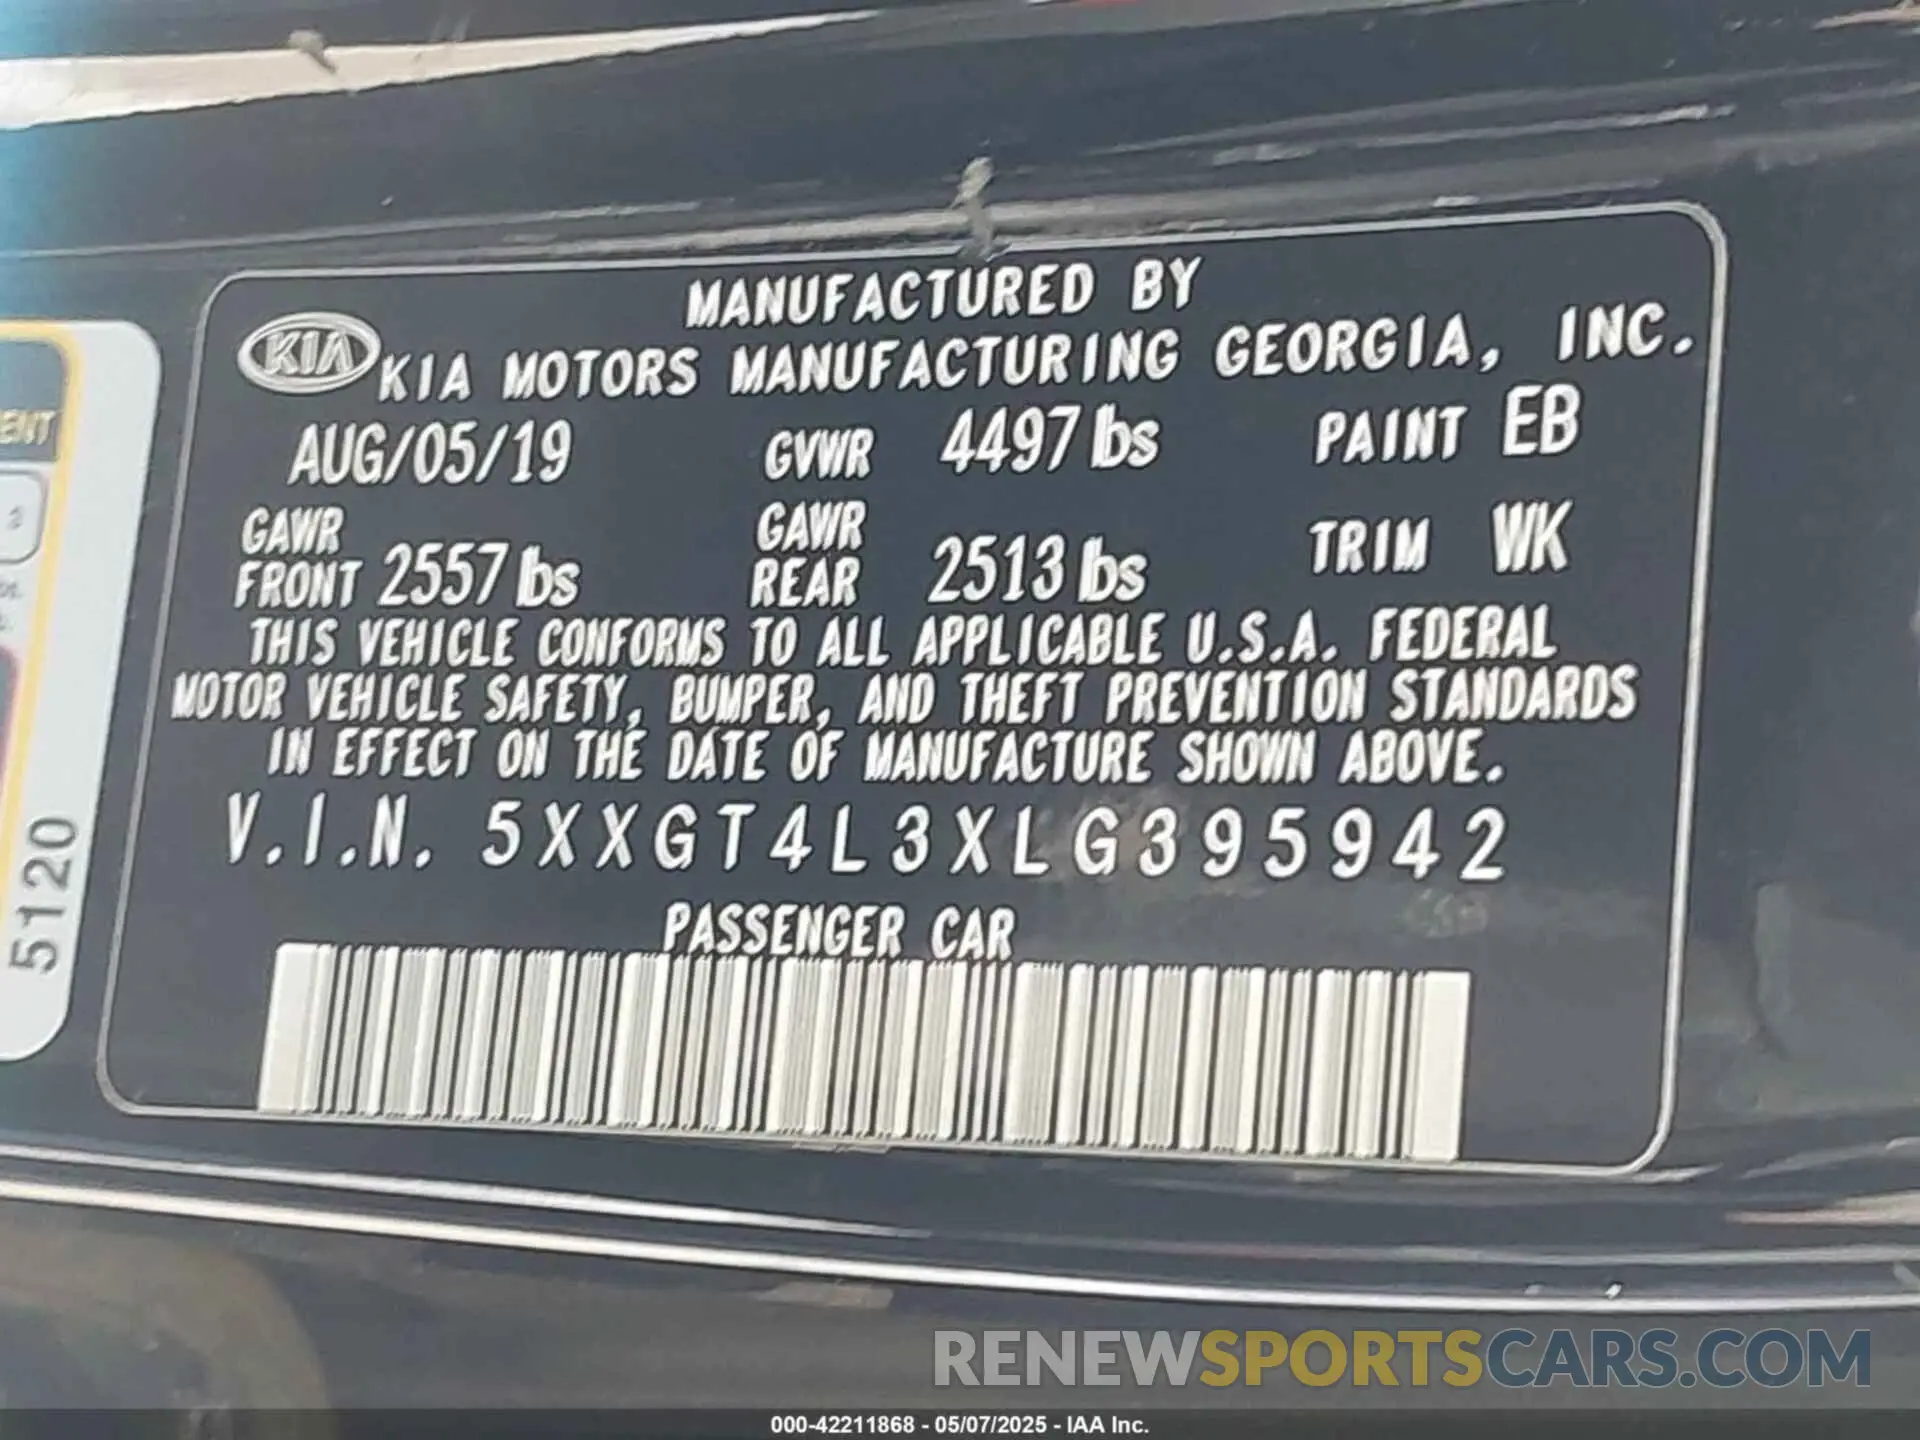 MANUFACTURED BY
KIA KIA MOTORS MANUFACTURING GEORGIA, INC.
AUG/05/19 GVWR 4497 lbs PAINT EB
GAWR FRONT 2557 lbs GAWR REAR 2513 lbs TRIM WK
THIS VEHICLE CONFORMS TO ALL APPLICABLE U.S.A. FEDERAL
MOTOR VEHICLE SAFETY, BUMPER, AND THEFT PREVENTION STANDARDS
IN EFFECT ON THE DATE OF MANUFACTURE SHOWN ABOVE.
V.I.N. 5XXGT4L3XLG395942
PASSENGER CAR
5120
RENEWSPORTSCARS.COM
000-42211868 - 05/07/2025 - IAA Inc.